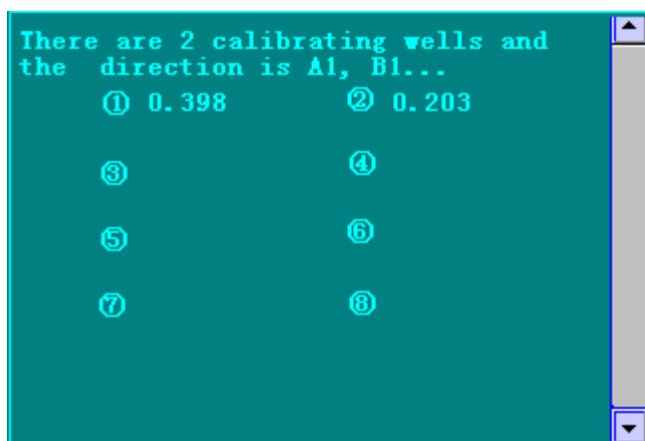 There are 2 calibrating wells and
the direction is A1, B1...
① 0.398 ② 0.203
③ ④
⑤ ⑥
⑦ ⑧